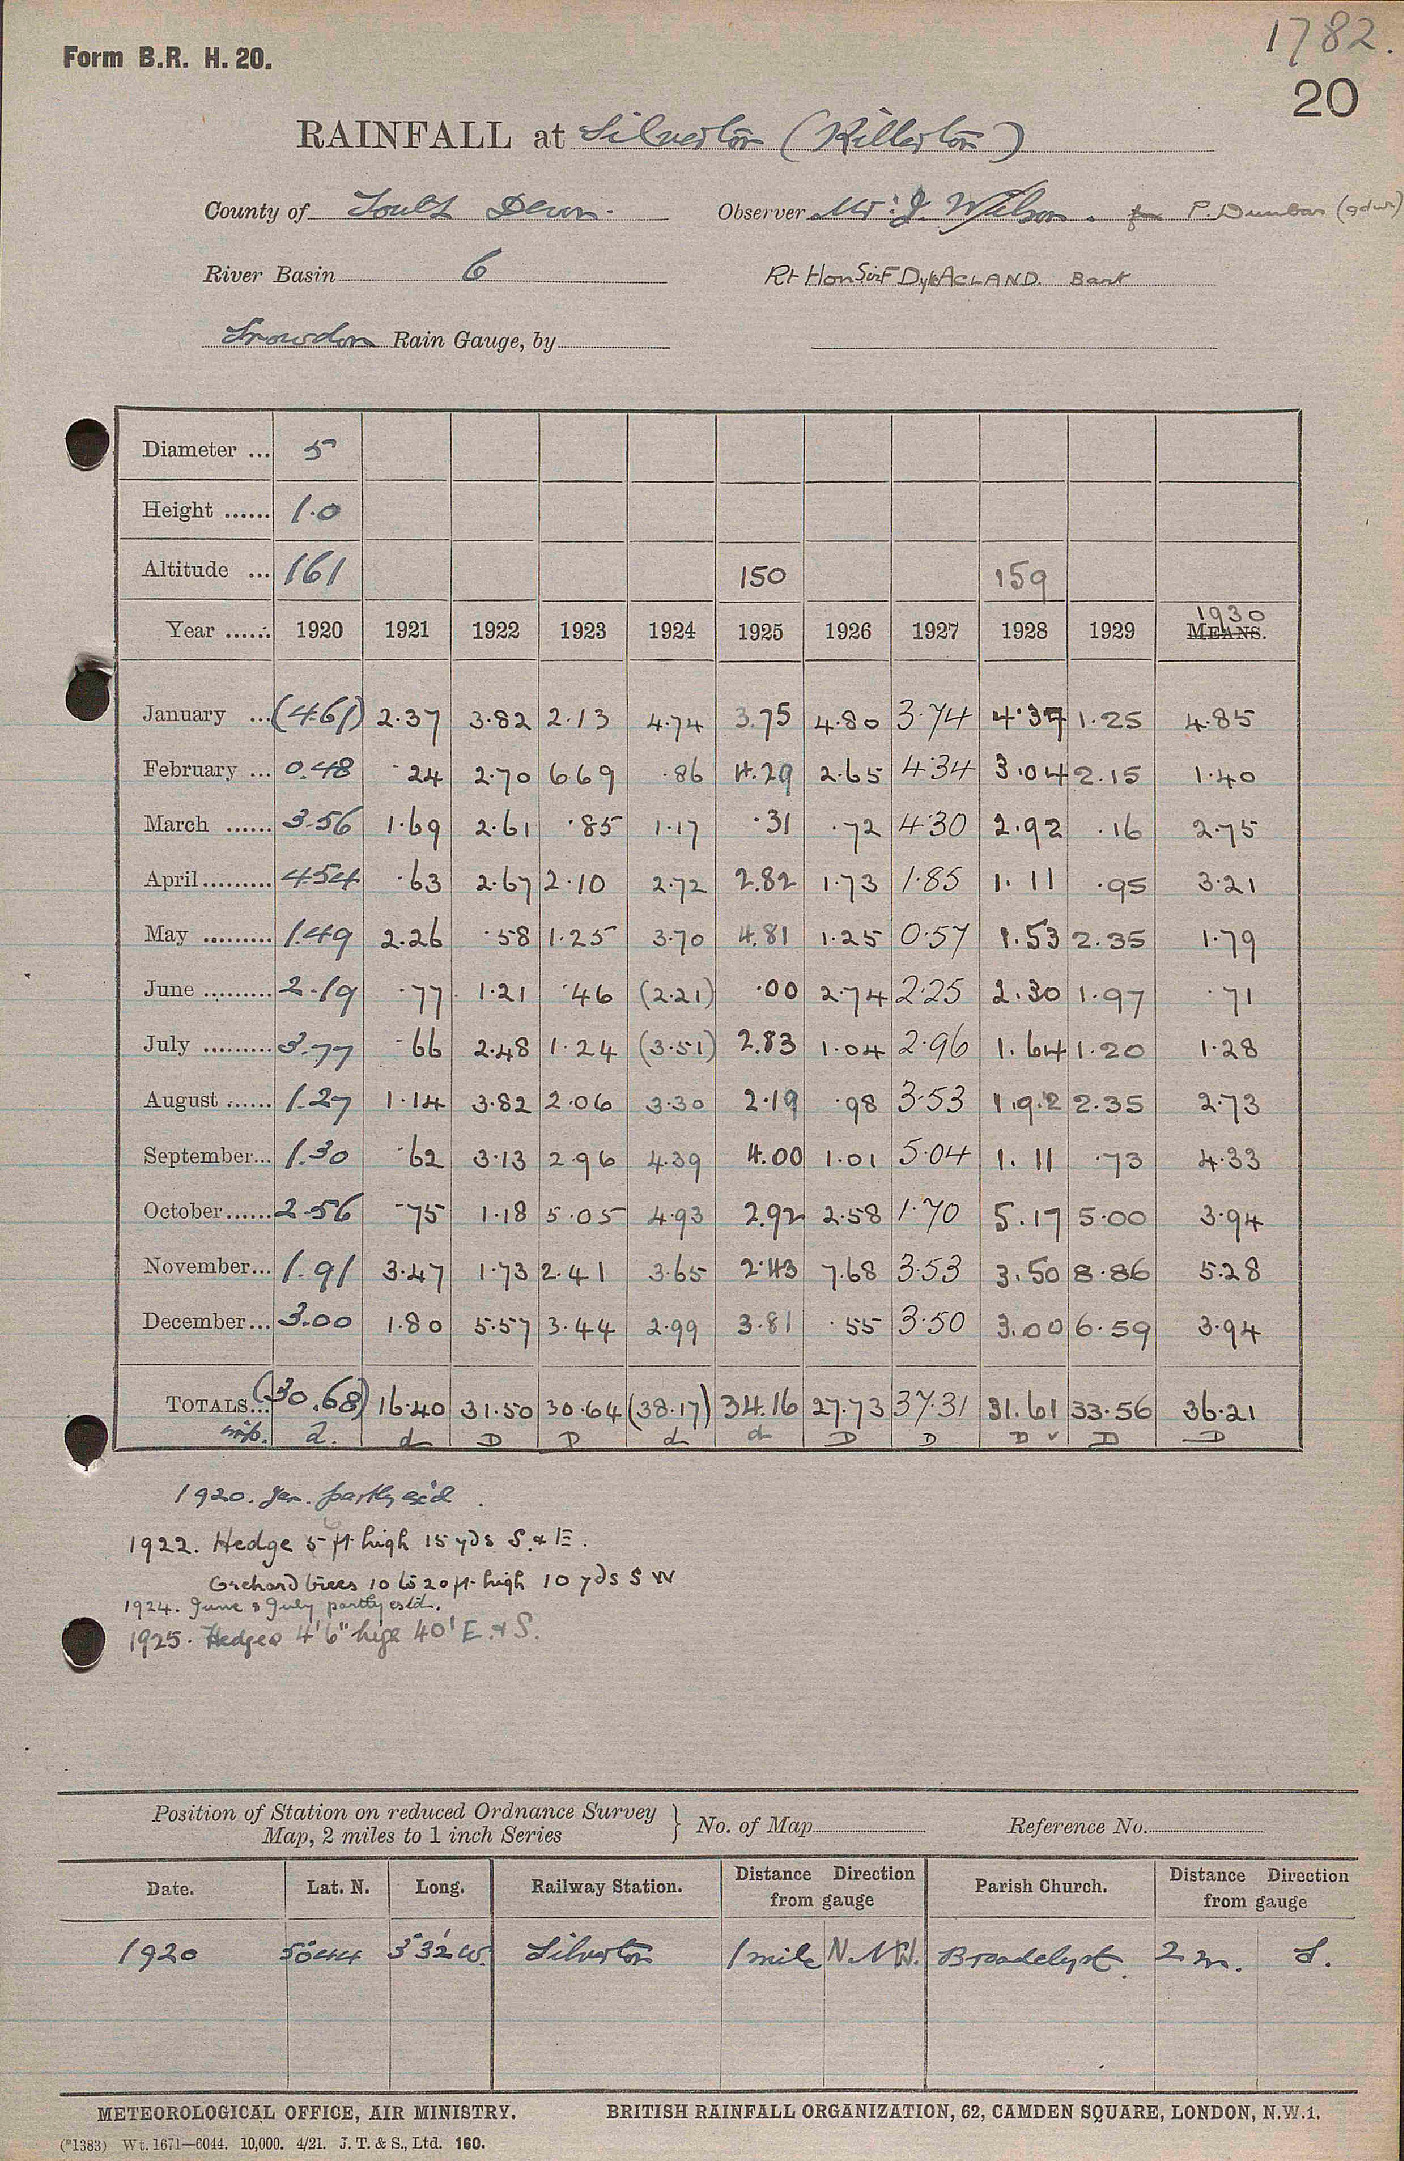 1782.
Form B.R. H. 20.
20
RAINFALL at Silverton (Killerton)
County of South Devon. Observer Mr. J. Wilson. for P. Dunbar (gdnr)
River Basin 6 Rt Hon Sir F Dyke ACLAND. Bart
Snowdon Rain Gauge, by
Diameter ... 5
Height ...... 1.0
Altitude ... 161 150 159
Year ...... 1920 1921 1922 1923 1924 1925 1926 1927 1928 1929 1930 MEANS.
January ... (4.61) 2.37 3.82 2.13 4.74 3.75 4.80 3.74 4.37 1.25 4.85
February ... 0.48 .24 2.70 6.69 .86 4.29 2.65 4.34 3.04 2.15 1.40
March ...... 3.56 1.69 2.61 .85 1.17 .31 .72 4.30 2.92 .16 2.75
April ......... 4.54 .63 2.67 2.10 2.72 2.82 1.73 1.85 1.11 .95 3.21
May ......... 1.49 2.26 .58 1.25 3.70 4.81 1.25 0.57 1.53 2.35 1.79
June ......... 2.19 .77 1.21 .46 (2.21) .00 2.74 2.25 2.30 1.97 .71
July ......... 3.77 .66 2.48 1.24 (3.51) 2.83 1.04 2.96 1.64 1.20 1.28
August ...... 1.27 1.14 3.82 2.06 3.30 2.19 .98 3.53 1.92 2.35 2.73
September... 1.30 .62 3.13 2.96 4.39 4.00 1.01 5.04 1.11 .73 4.33
October...... 2.56 .75 1.18 5.05 4.93 2.92 2.58 1.70 5.17 5.00 3.94
November... 1.91 3.47 1.73 2.41 3.65 2.43 7.68 3.53 3.50 8.86 5.28
December... 3.00 1.80 5.57 3.44 2.99 3.81 .55 3.50 3.00 6.59 3.94
TOTALS... (30.68) 16.40 31.50 30.64 (38.17) 34.16 27.73 37.31 31.61 33.56 36.21
d. d D D d d D D D v D D
1920. Jan. partly est'd.
1922. Hedge 5 ft high 15 yds S. & E.
Orchard trees 10 to 20 ft. high 10 yds S W
1924. June & July partly estd.
1925. Hedges 4'6" high 40' E. & S.
Position of Station on reduced Ordnance Survey Map, 2 miles to 1 inch Series } No. of Map Reference No.
Date. Lat. N. Long. Railway Station. Distance Direction from gauge Parish Church. Distance Direction from gauge
1920 50°44 3°32'W. Silverton 1 mile N.N.W. Broadclyst. 2 m. S.
METEOROLOGICAL OFFICE, AIR MINISTRY. BRITISH RAINFALL ORGANIZATION, 62, CAMDEN SQUARE, LONDON, N.W.1.
(*1383) Wt. 1671—6044. 10,000. 4/21. J. T. & S., Ltd. 160.